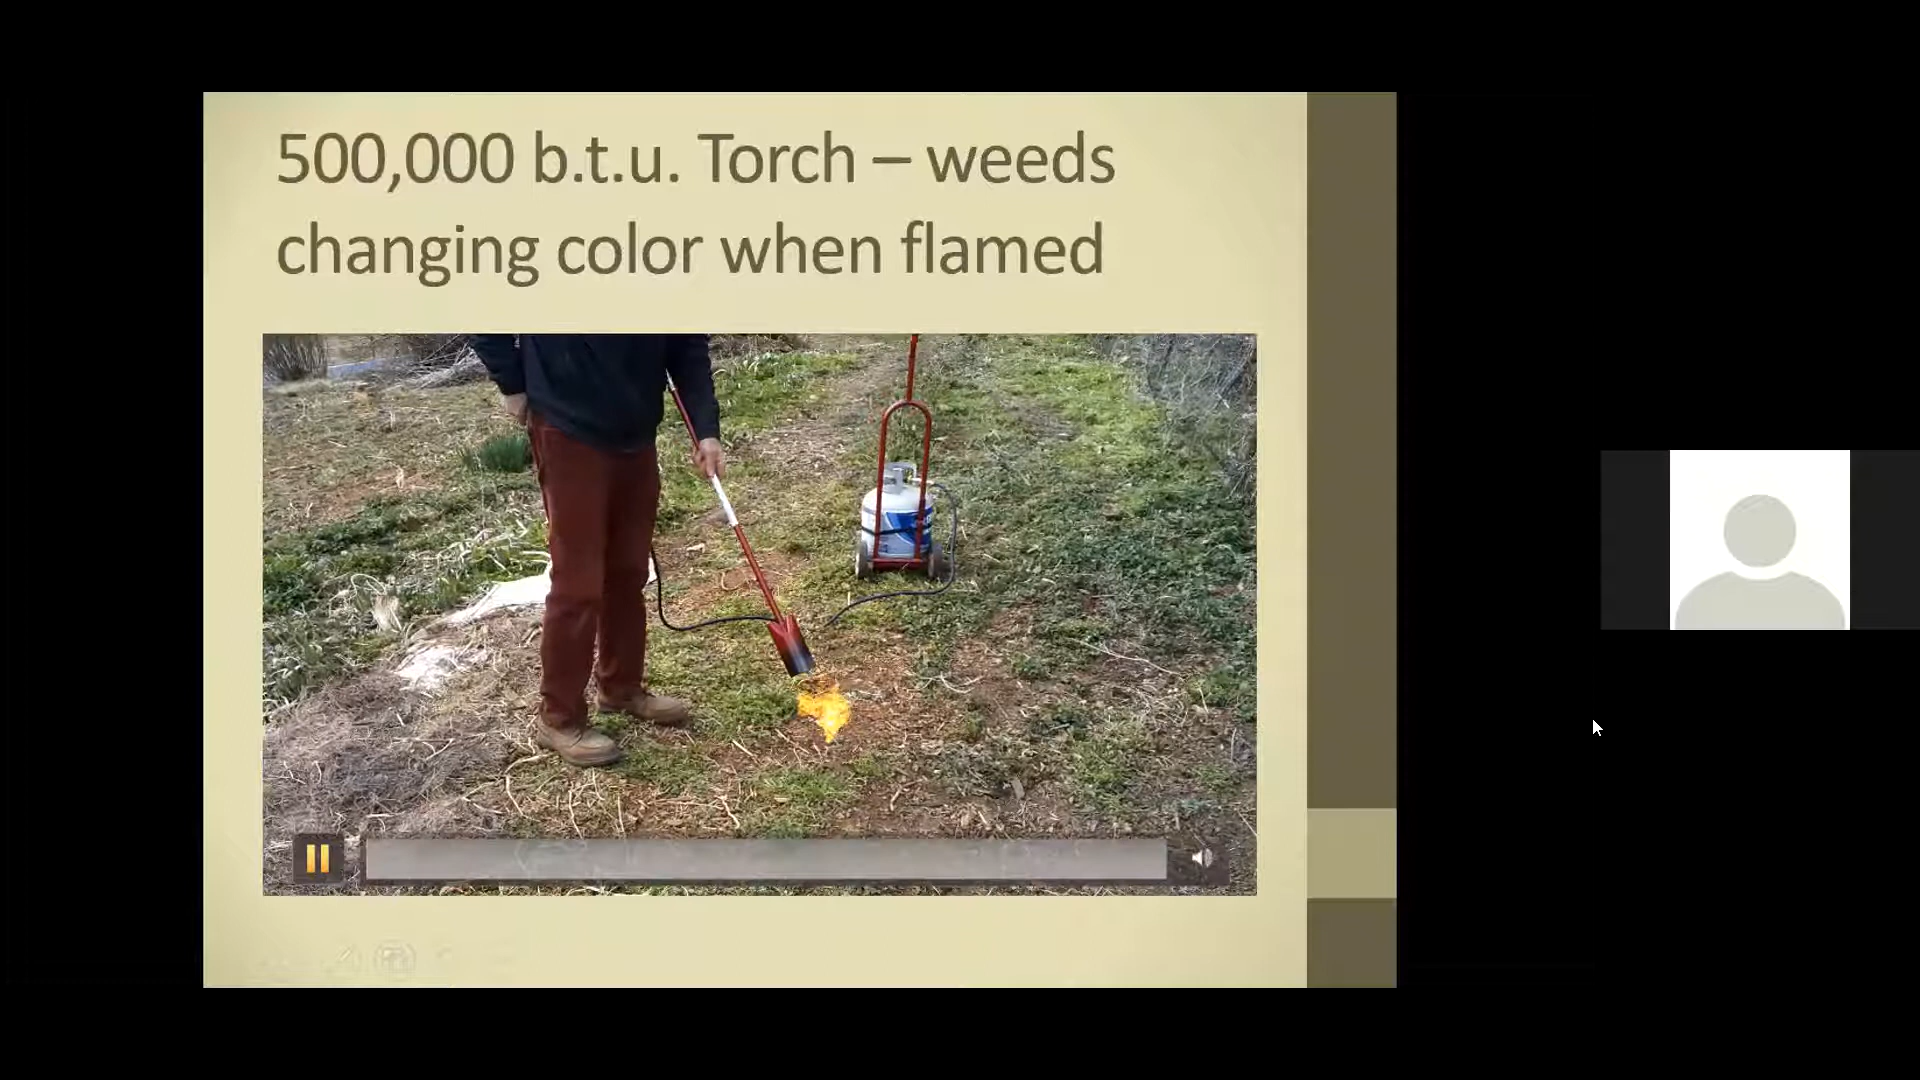 500,000 b.t.u. Torch – weeds
changing color when flamed